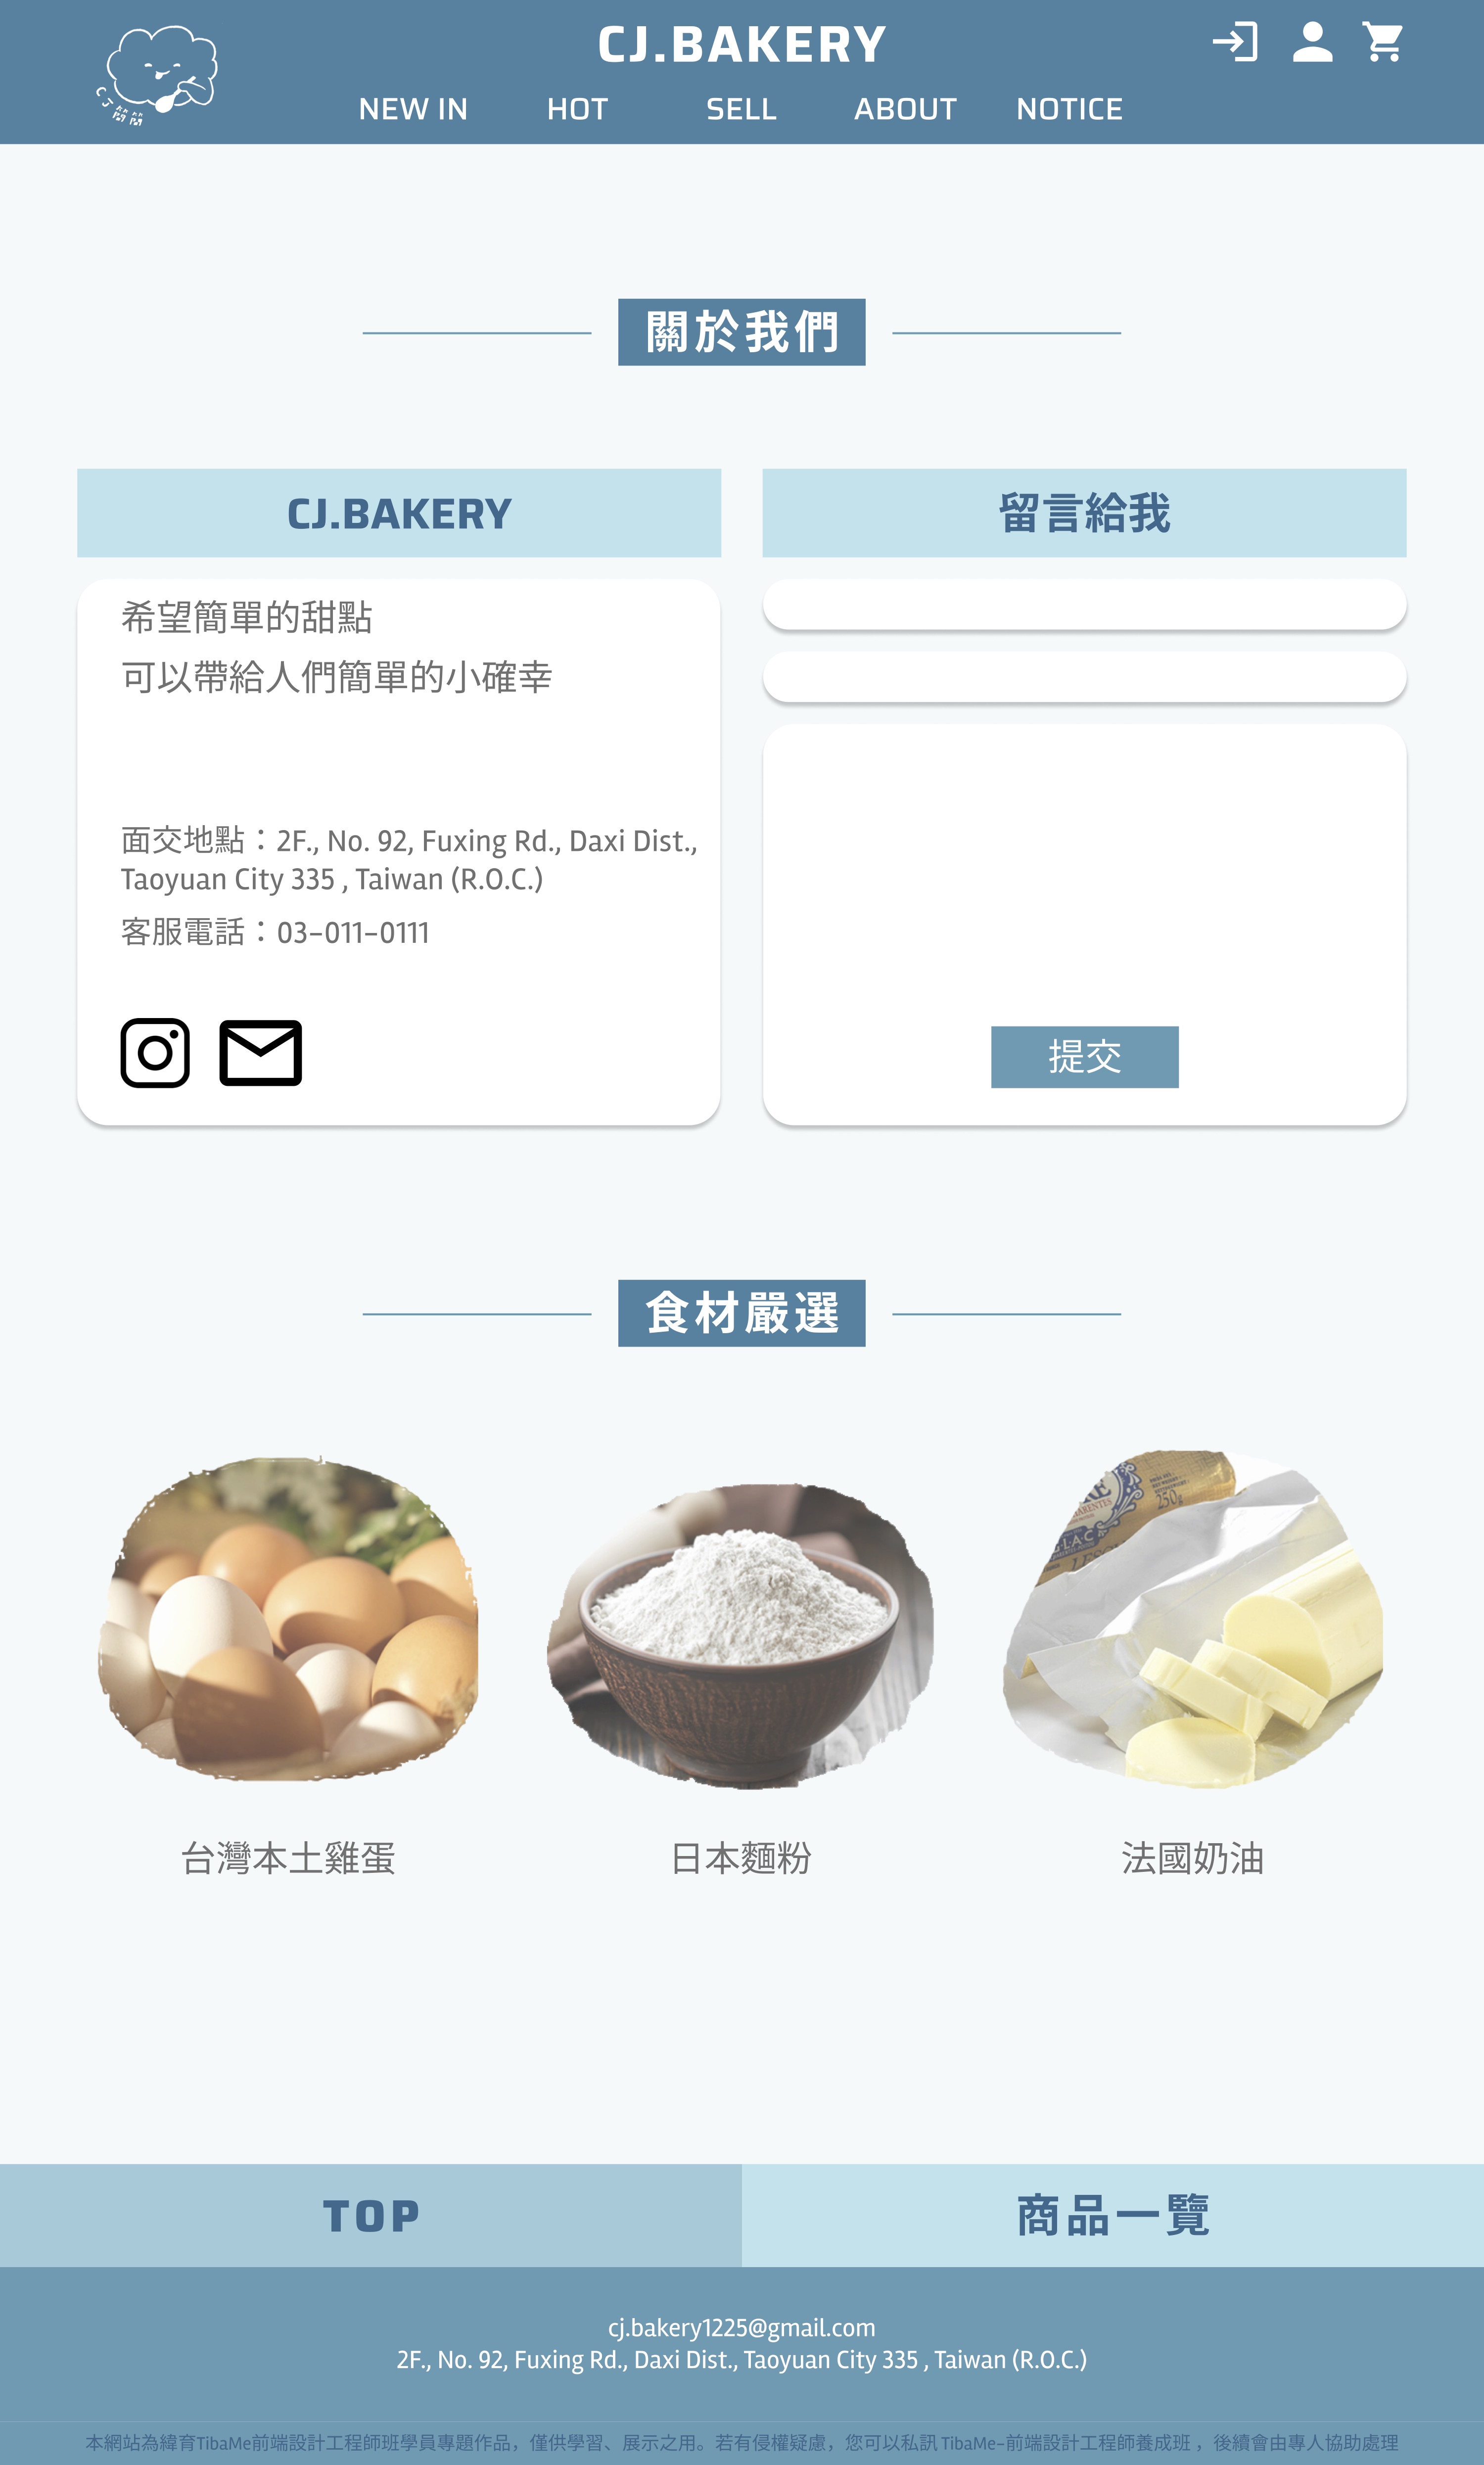 CJ.BAKERY
NEW IN
HOT
SELL
ABOUT
NOTICE
關於我們
CJ.BAKERY
希望簡單的甜點
可以帶給人們簡單的小確幸
面交地點：2F., No. 92, Fuxing Rd., Daxi Dist.,
Taoyuan City 335 , Taiwan (R.O.C.)
客服電話：03-011-0111
留言給我
提交
食材嚴選
250g
台灣本土雞蛋
日本麵粉
法國奶油
TOP
商品一覽
cj.bakery1225@gmail.com
2F., No. 92, Fuxing Rd., Daxi Dist., Taoyuan City 335 , Taiwan (R.O.C.)
本網站為緯育TibaMe前端設計工程師班學員專題作品，僅供學習、展示之用。若有侵權疑慮，您可以私訊 TibaMe-前端設計工程師養成班 ，後續會由專人協助處理